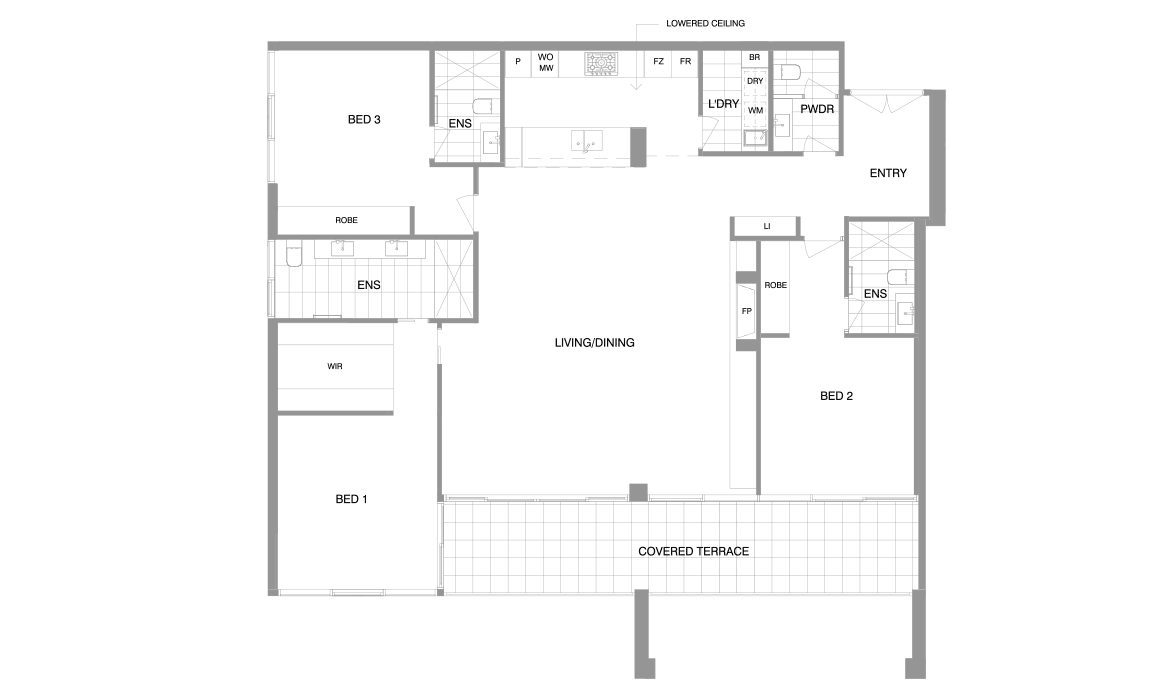 LOWERED CEILING
P
WO
MW
FZ
FR
BR
DRY
WM
L'DRY
PWDR
BED 3
ENS
ENTRY
ROBE
LI
ENS
ROBE
ENS
FP
LIVING/DINING
WIR
BED 2
BED 1
COVERED TERRACE